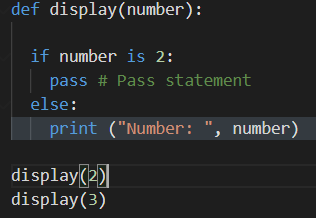 def display(number):
if number is 2:
pass # Pass statement
else:
print ("Number: ", number)
display(2)
display(3)